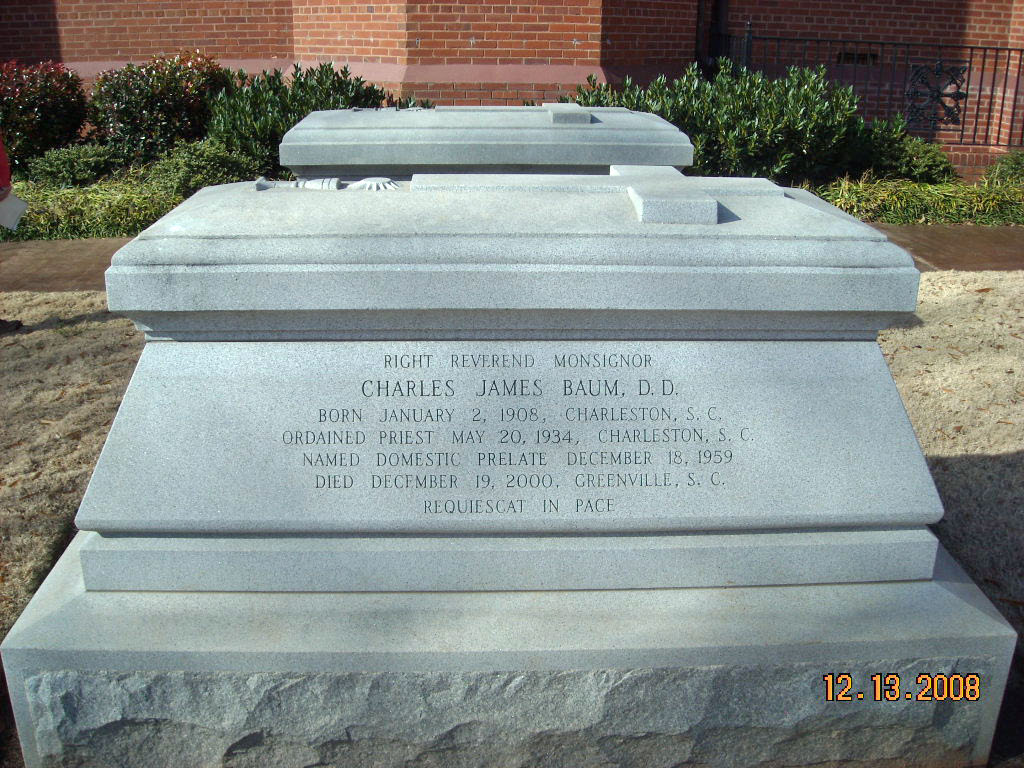 RIGHT REVEREND MONSIGNOR
CHARLES JAMES BAUM, D. D.
BORN JANUARY 2, 1908, CHARLESTON, S. C.
ORDAINED PRIEST MAY 20, 1934, CHARLESTON, S. C.
NAMED DOMESTIC PRELATE DECEMBER 18, 1959
DIED DECEMBER 19, 2000, GREENVILLE, S. C.
REQUIESCAT IN PACE
12.13.2008